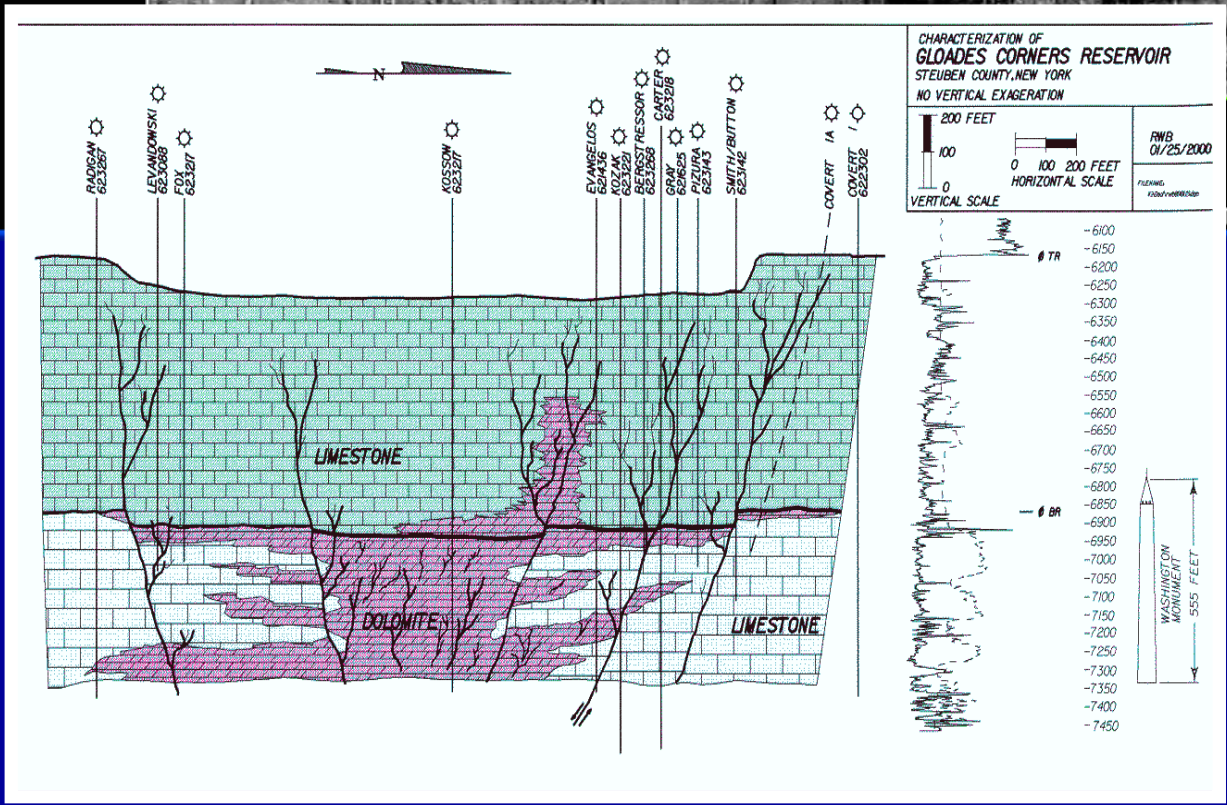 CHARACTERIZATION OF
GLOADES CORNERS RESERVOIR
STEUBEN COUNTY, NEW YORK
NO VERTICAL EXAGERATION
200 FEET
100
0
VERTICAL SCALE
0 100 200 FEET
HORIZONTAL SCALE
RWB
01/25/2000
N
RADIGAN
623267
LEVANDOWSKI
623088
FOX
623217
KOSSOW
623217
EVANGELOS
621436
KOZAK
623221
BERGSTRESSOR
623268
CARTER
623218
GRAY
621625
PIZURA
623143
SMITH/BUTTON
623142
COVERT 1A
COVERT 1
622302
LIMESTONE
DOLOMITE
LIMESTONE
ϕ TR
ϕ BR
-6100
-6150
-6200
-6250
-6300
-6350
-6400
-6450
-6500
-6550
-6600
-6650
-6700
-6750
-6800
-6850
-6900
-6950
-7000
-7050
-7100
-7150
-7200
-7250
-7300
-7350
-7400
-7450
WASHINGTON
MONUMENT
555 FEET